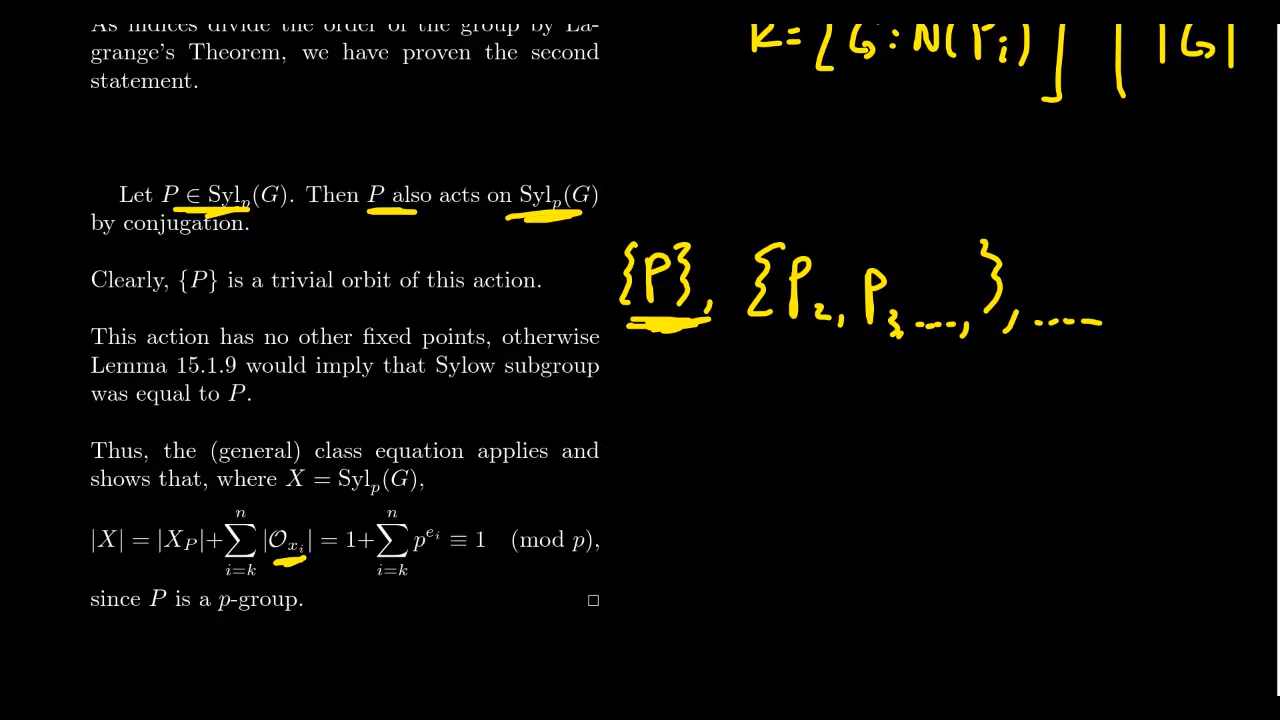 As indices divide the order of the group by La-
grange's Theorem, we have proven the second
statement.
K = [G : N(P_i)] | |G|
Let P ∈ Syl_p(G). Then P also acts on Syl_p(G)
by conjugation.
Clearly, {P} is a trivial orbit of this action.
{P}, {P_2, P_3, ..., }, ....
This action has no other fixed points, otherwise
Lemma 15.1.9 would imply that Sylow subgroup
was equal to P.
Thus, the (general) class equation applies and
shows that, where X = Syl_p(G),
|X| = |X_P| + \sum_{i=k}^{n} |O_{x_i}| = 1 + \sum_{i=k}^{n} p^{e_i} ≡ 1 (mod p),
since P is a p-group. □